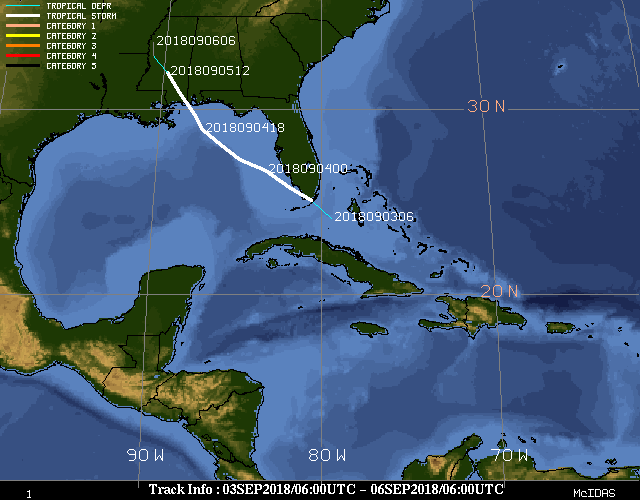 TROPICAL DEPR
TROPICAL STORM
CATEGORY 1
CATEGORY 2
CATEGORY 3
CATEGORY 4
CATEGORY 5
2018090606
2018090512
30 N
2018090418
2018090400
2018090306
20 N
90 W
80 W
70 W
Track Info : 03SEP2018/06:00UTC - 06SEP2018/06:00UTC
1
McIDAS